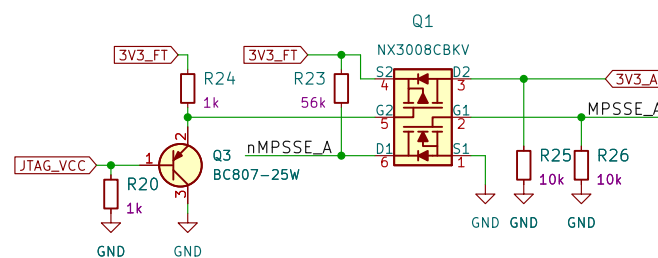 Q1
NX3008CBKV
3V3_FT
3V3_FT
S2
D2
4
3
3V3_A
R24
1k
R23
56k
G2
G1
5
2
MPSSE_A
2
nMPSSE_A
D1
S1
6
1
JTAG_VCC
1
Q3
BC807-25W
3
R20
1k
R25
10k
R26
10k
GND
GND
GND
GND
GND